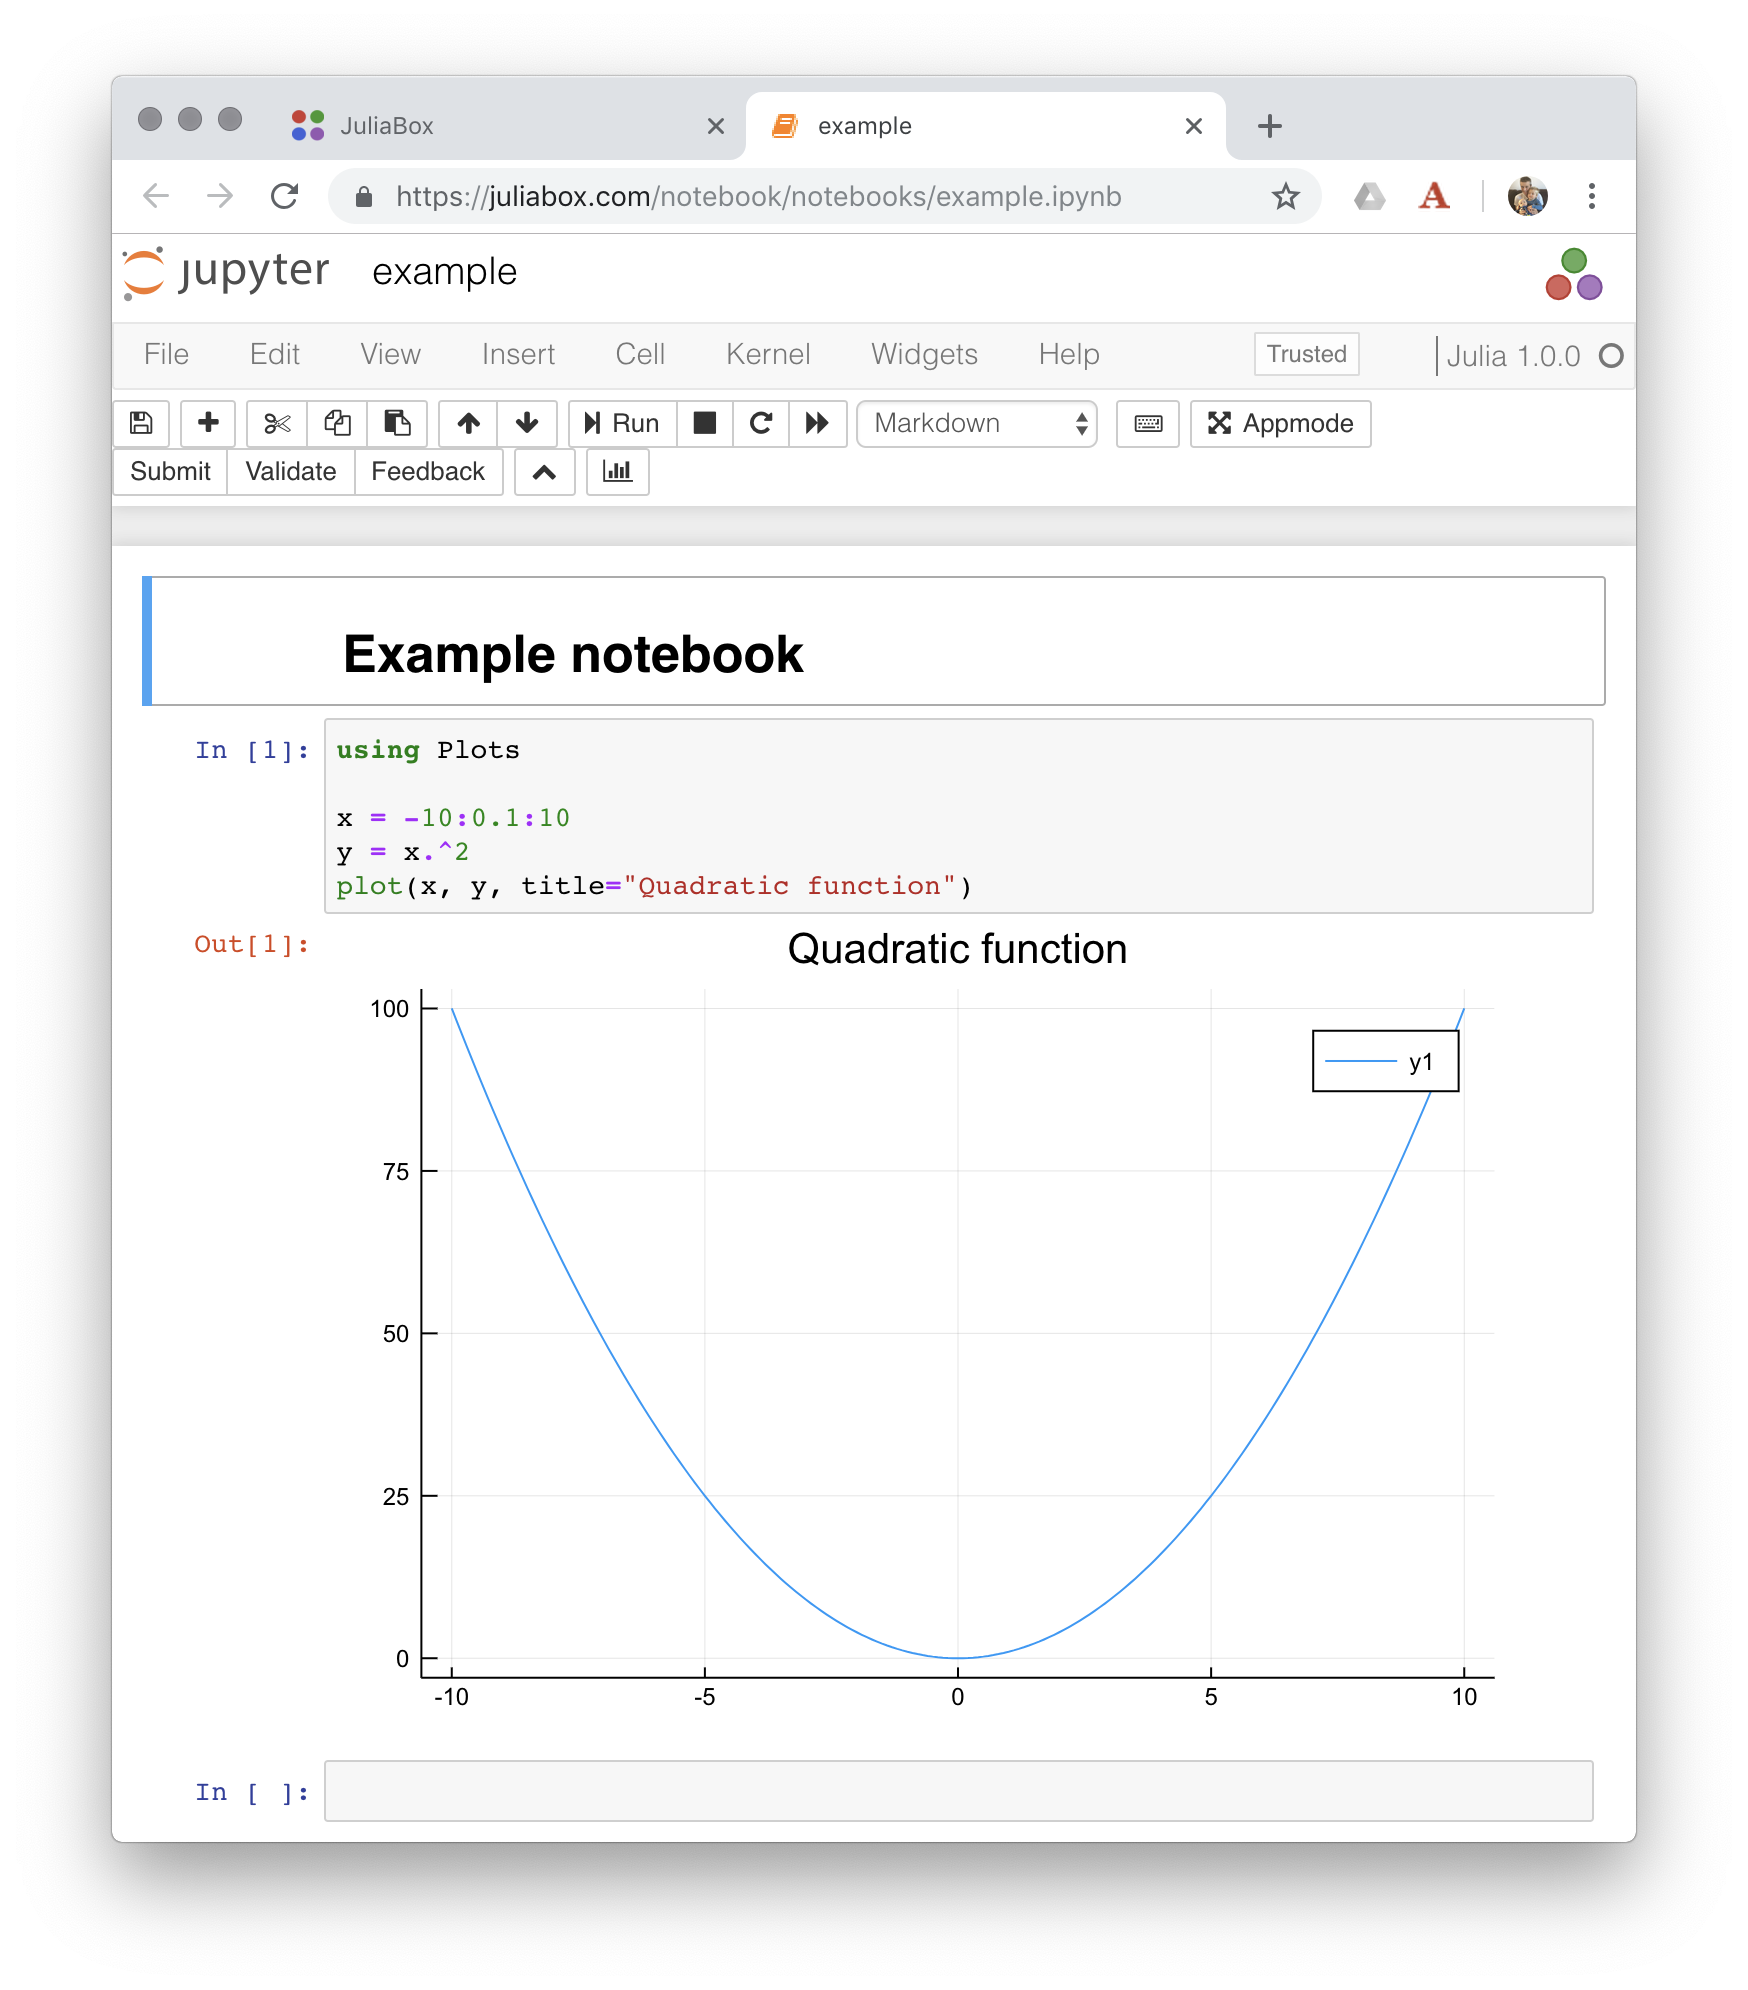 JuliaBox
example
https://juliabox.com/notebook/notebooks/example.ipynb
A
jupyter example
File Edit View Insert Cell Kernel Widgets Help Trusted Julia 1.0.0
Run Markdown Appmode
Submit Validate Feedback
Example notebook
In [1]: using Plots
x = -10:0.1:10
y = x.^2
plot(x, y, title="Quadratic function")
Out[1]: Quadratic function
100
y1
75
50
25
0
-10 -5 0 5 10
In [ ]: